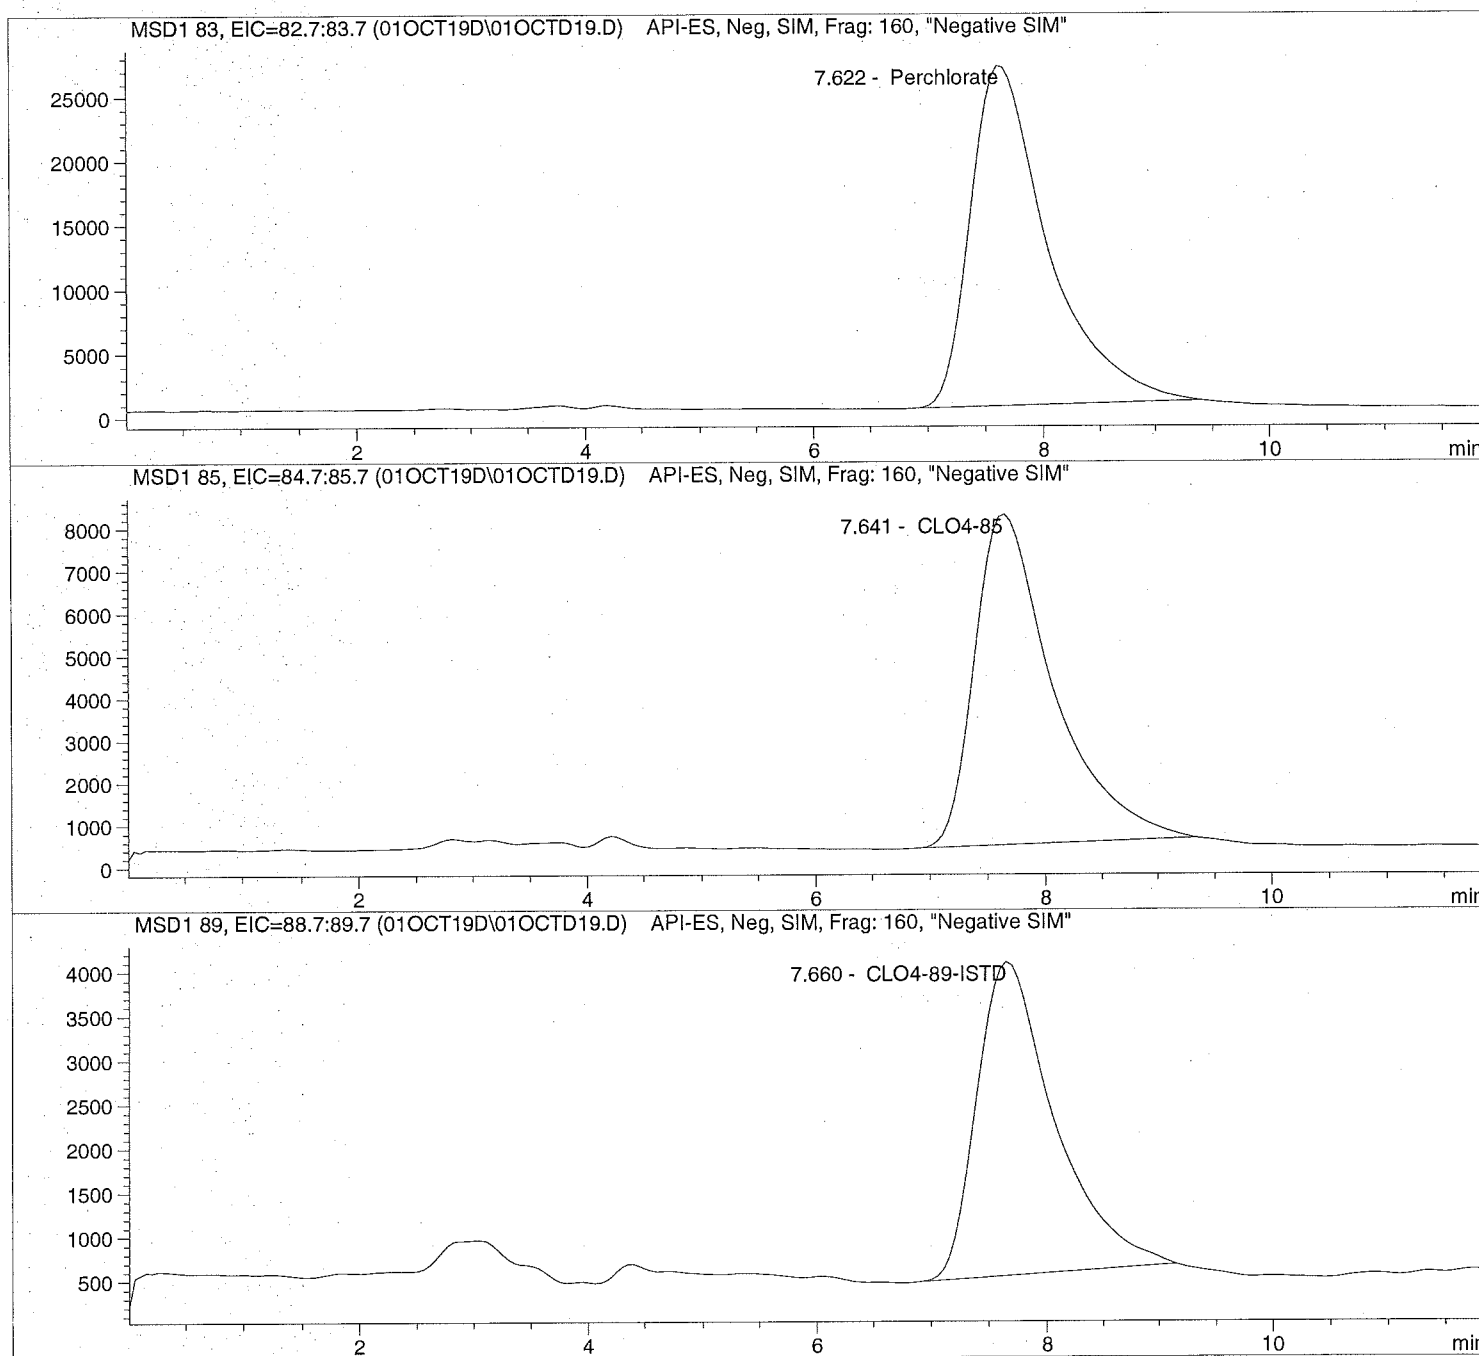 MSD1 83, EIC=82.7:83.7 (01OCT19D\01OCTD19.D) API-ES, Neg, SIM, Frag: 160, "Negative SIM"
7.622 - Perchlorate
25000
20000
15000
10000
5000
0
2 4 6 8 10 min
MSD1 85, EIC=84.7:85.7 (01OCT19D\01OCTD19.D) API-ES, Neg, SIM, Frag: 160, "Negative SIM"
7.641 - CLO4-85
8000
7000
6000
5000
4000
3000
2000
1000
0
2 4 6 8 10 min
MSD1 89, EIC=88.7:89.7 (01OCT19D\01OCTD19.D) API-ES, Neg, SIM, Frag: 160, "Negative SIM"
7.660 - CLO4-89-ISTD
4000
3500
3000
2500
2000
1500
1000
500
2 4 6 8 10 min